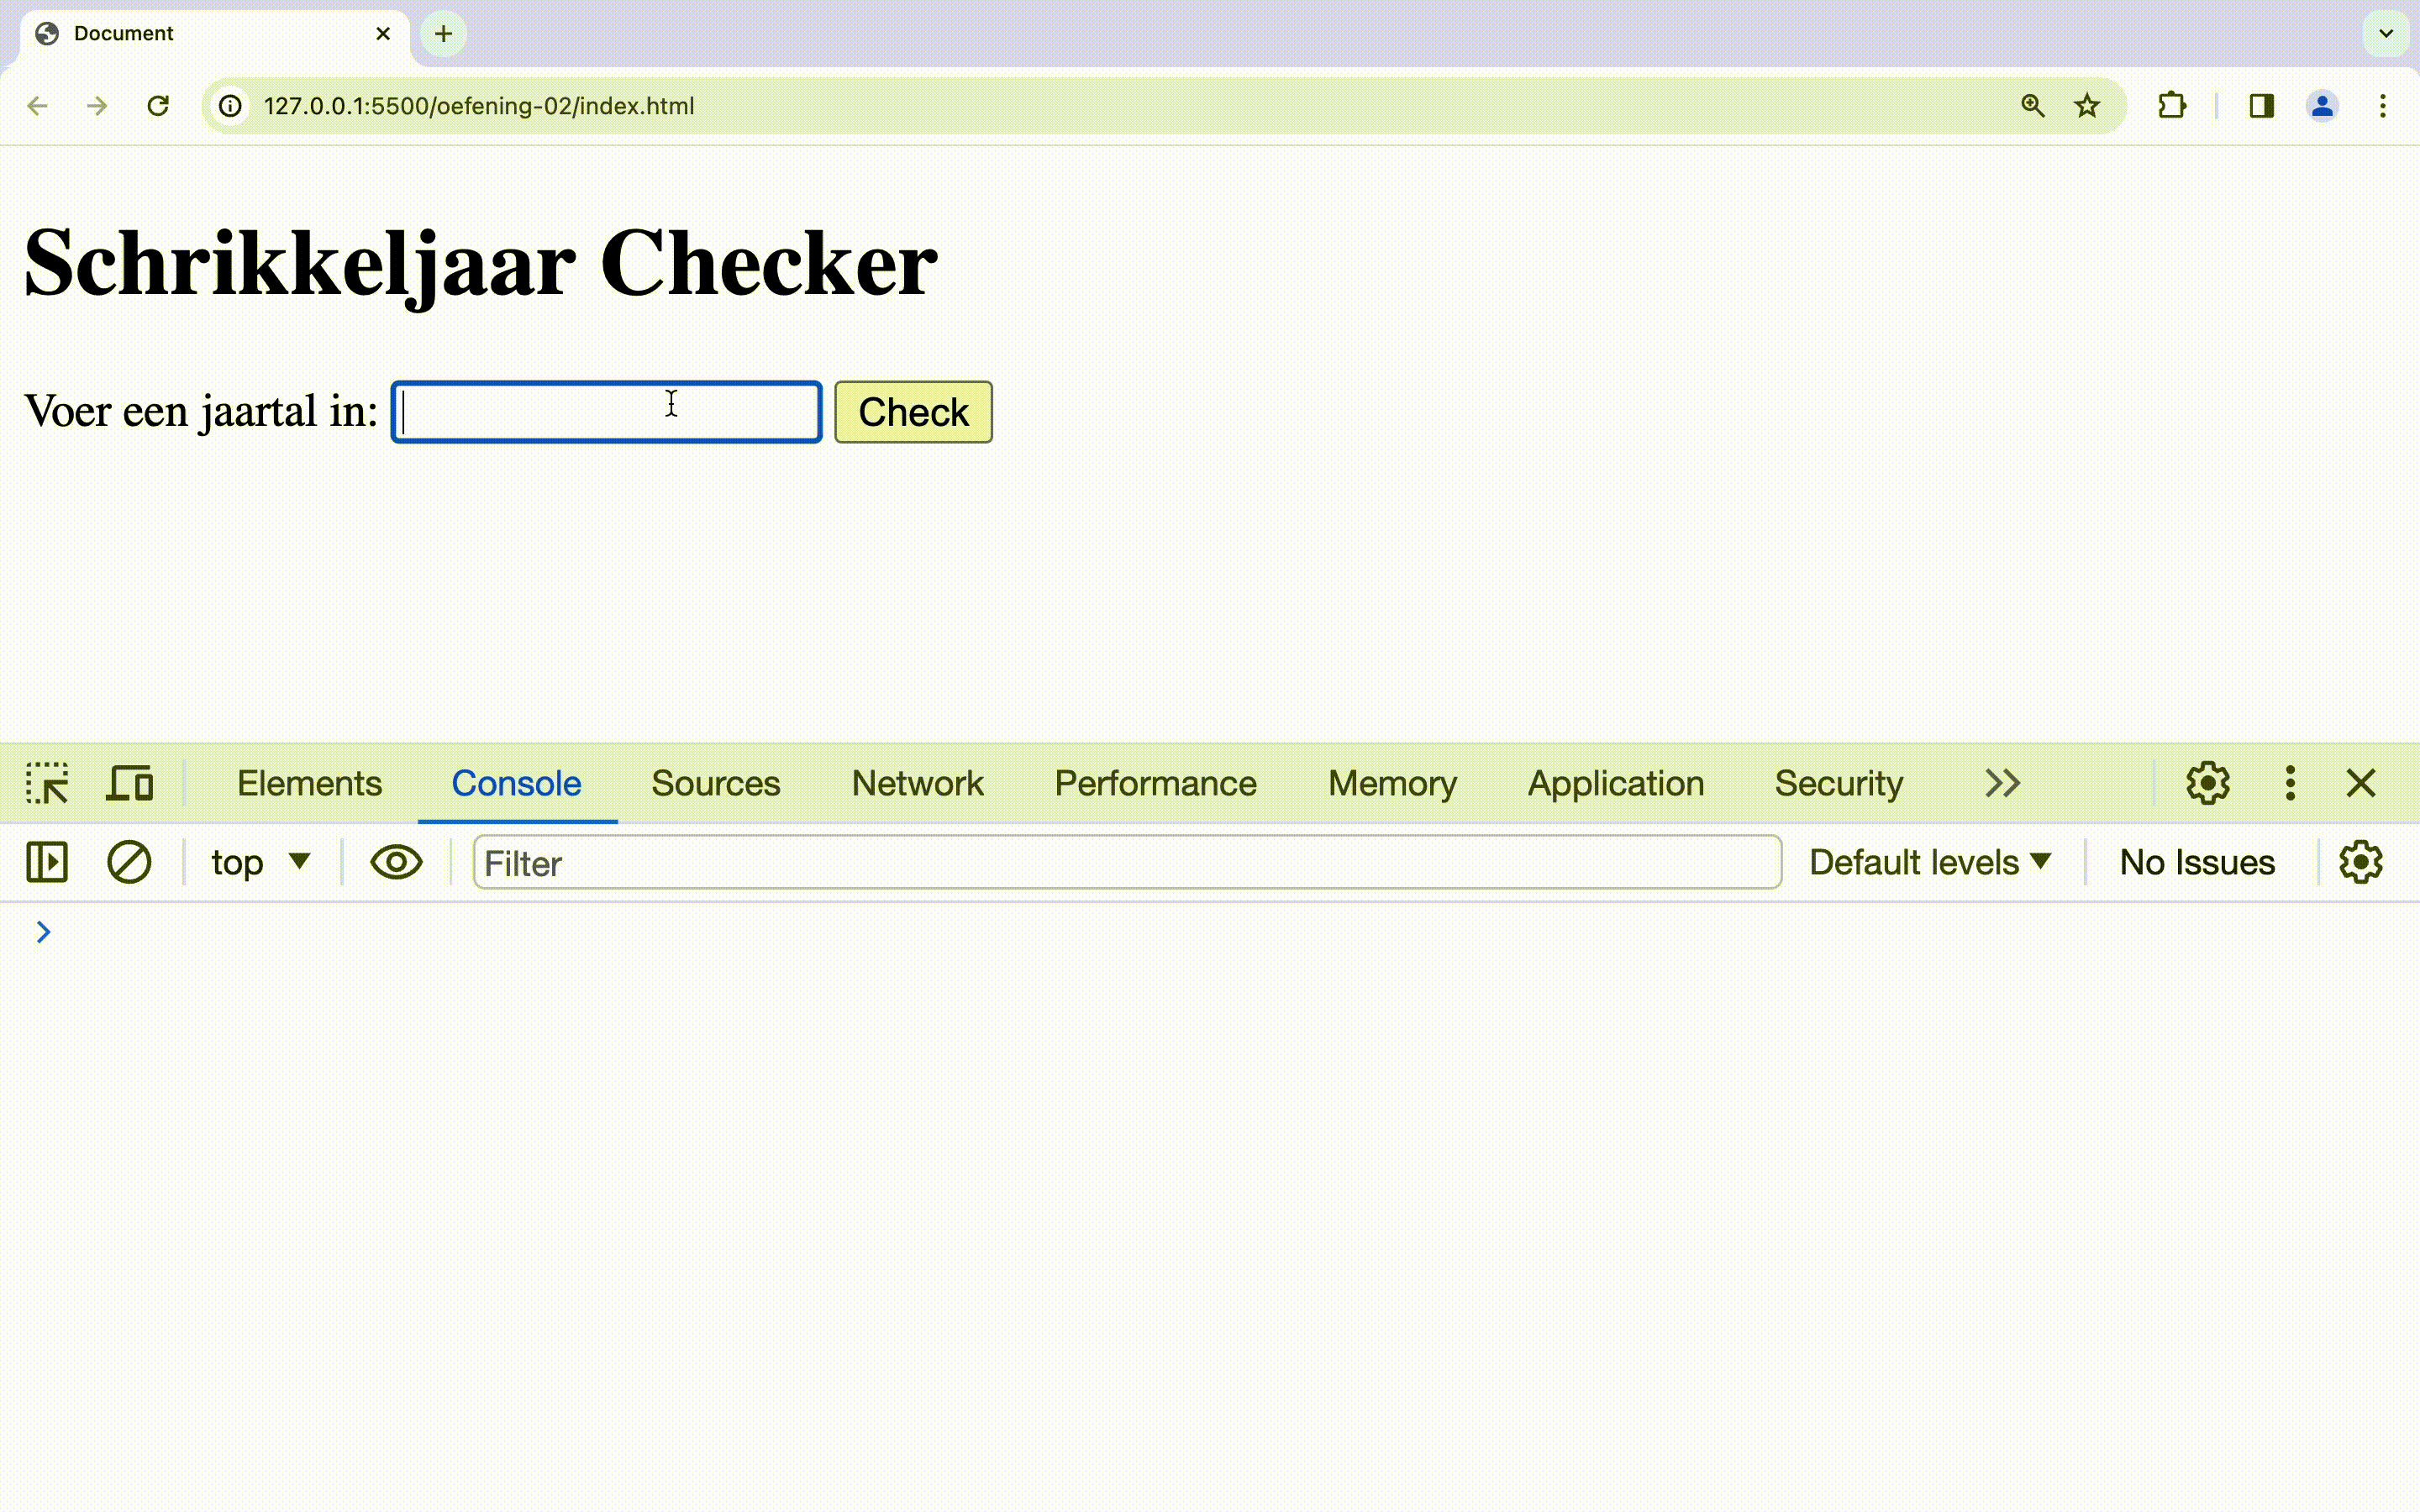 Document
127.0.0.1:5500/oefening-02/index.html
Schrikkeljaar Checker
Voer een jaartal in: Check
Elements Console Sources Network Performance Memory Application Security
top Filter Default levels No Issues